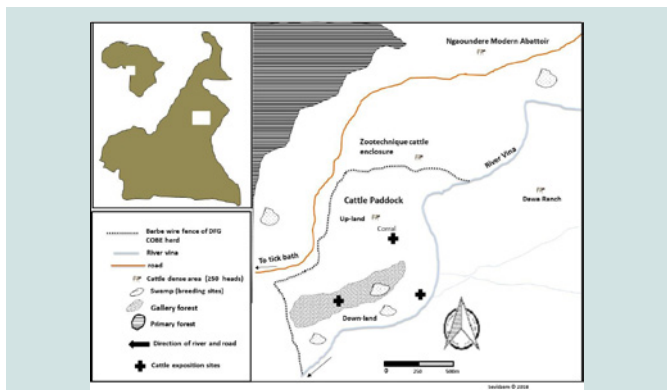 Ngaoundere Modern Abattoir
Zootechnique cattle
enclosure
River Vina
Dawa Ranch
Cattle Paddock
Up-land
Corral
To tick bath
Down-land
Barbe wire fence of DFG
COBE herd
River vina
road
Cattle dense area (250 heads)
Swamp (breeding sites)
Gallery forest
Primary forest
Direction of river and road
Cattle exposition sites
0 250 500m